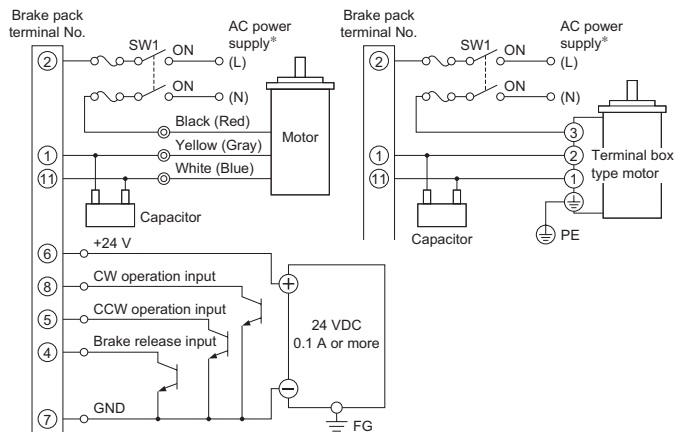 Brake pack
terminal No.
2
SW1
ON
AC power
supply*
(L)
ON
(N)
Black (Red)
Yellow (Gray)
White (Blue)
Motor
1
11
Capacitor
6
+24 V
8
CW operation input
5
CCW operation input
4
Brake release input
7
GND
24 VDC
0.1 A or more
FG
Brake pack
terminal No.
2
SW1
ON
AC power
supply*
(L)
ON
(N)
3
2
1
Terminal box
type motor
1
11
Capacitor
PE